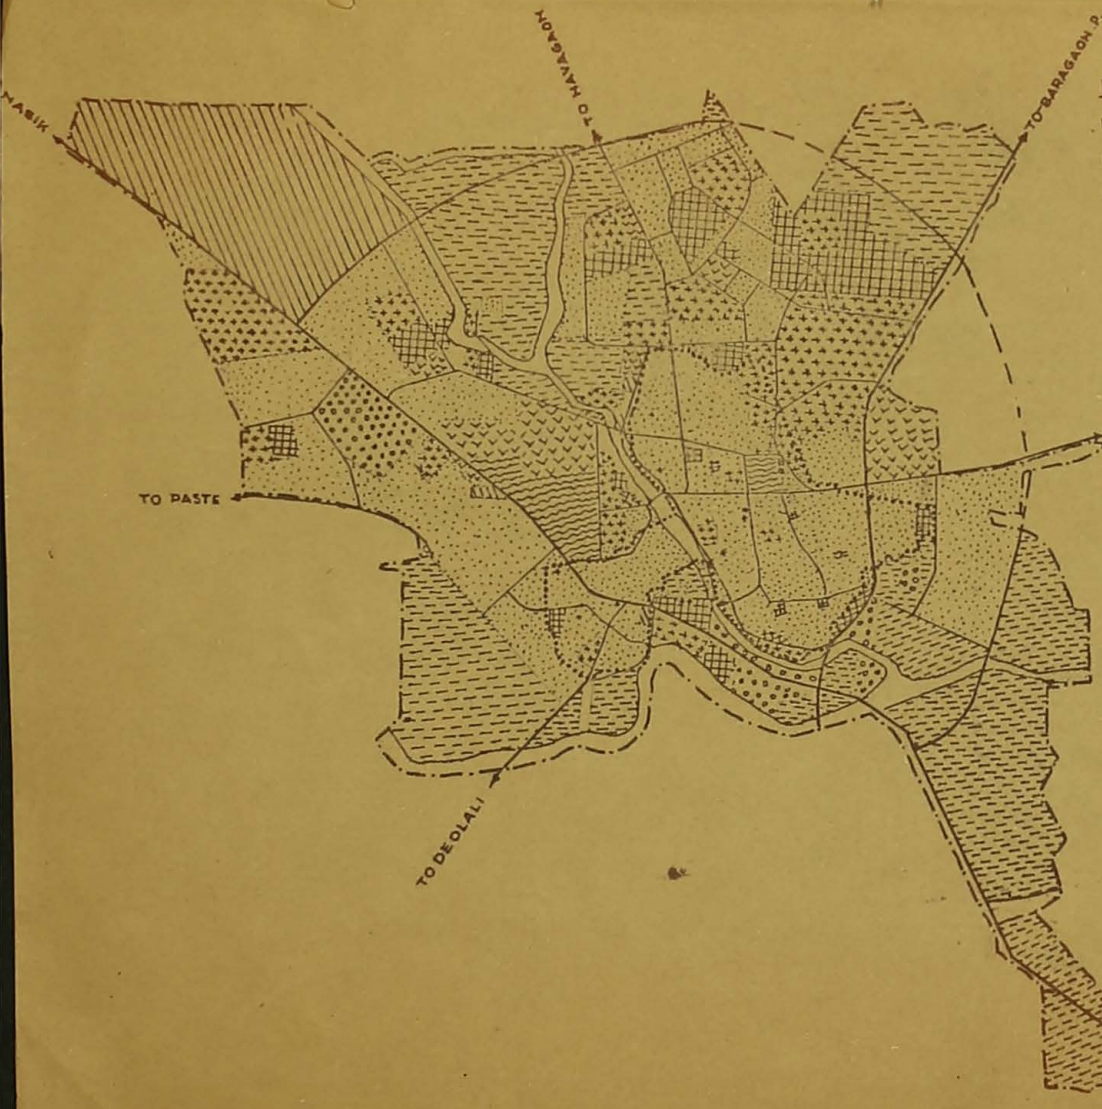 NASIK
TO NAVAGAON
TO BARAGAON . P.
TO PASTE
TO DEOLALI